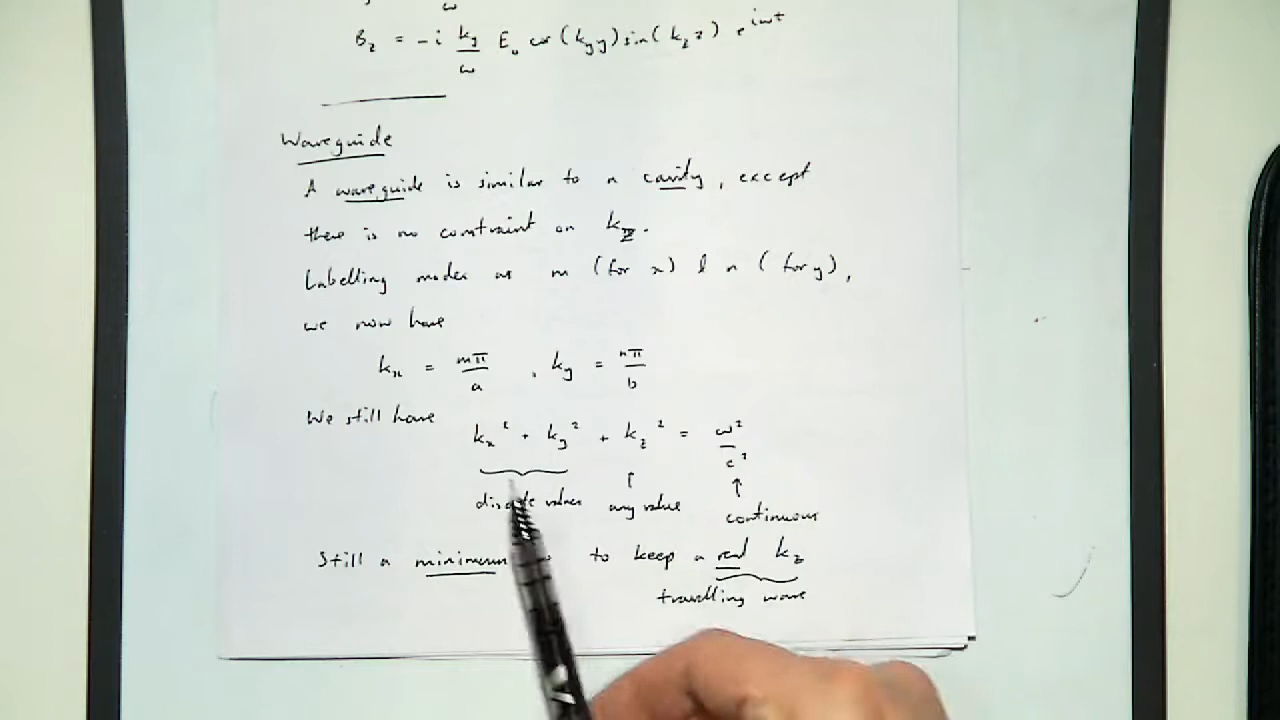 ω
B_z = -i k_y/ω E_0 cos(k_y y) sin(k_z z) e^{iωt}
Waveguide
A waveguide is similar to a cavity, except
there is no constraint on k_z.
Labelling modes as m (for x) & n (for y),
we now have
k_x = mπ/a , k_y = nπ/b
We still have
k_x² + k_y² + k_z² = ω²/c²
discrete values any value continuous
Still a minimum to keep a real k_z
travelling wave